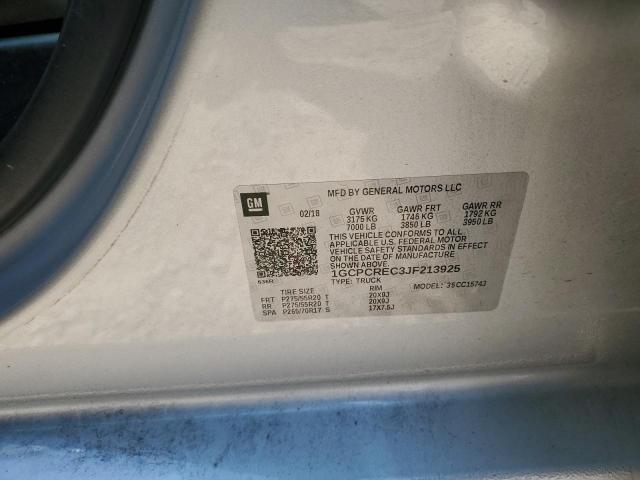 MFD BY GENERAL MOTORS LLC
GM
02/18 GVWR GAWR FRT GAWR RR
3175 KG 1746 KG 1792 KG
7000 LB 3850 LB 3950 LB
THIS VEHICLE CONFORMS TO ALL
APPLICABLE U.S. FEDERAL MOTOR
VEHICLE SAFETY STANDARDS IN EFFECT
ON THE DATE OF MANUFACTURE
1GCPCREC3JF213925
TYPE: TRUCK MODEL: 35CC15743
TIRE SIZE RIM
FRT P275/55R20 T 20X9J
RR P275/55R20 T 20X9J
SPA P265/70R17 S 17X7.5J